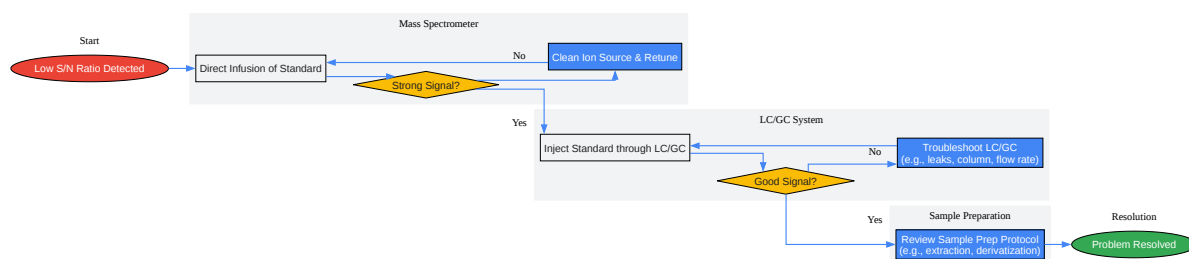 Start
Low S/N Ratio Detected
Mass Spectrometer
Direct Infusion of Standard
Strong Signal?
No
Clean Ion Source & Retune
Yes
LC/GC System
Inject Standard through LC/GC
Good Signal?
No
Troubleshoot LC/GC
(e.g., leaks, column, flow rate)
Yes
Sample Preparation
Review Sample Prep Protocol
(e.g., extraction, derivatization)
Resolution
Problem Resolved